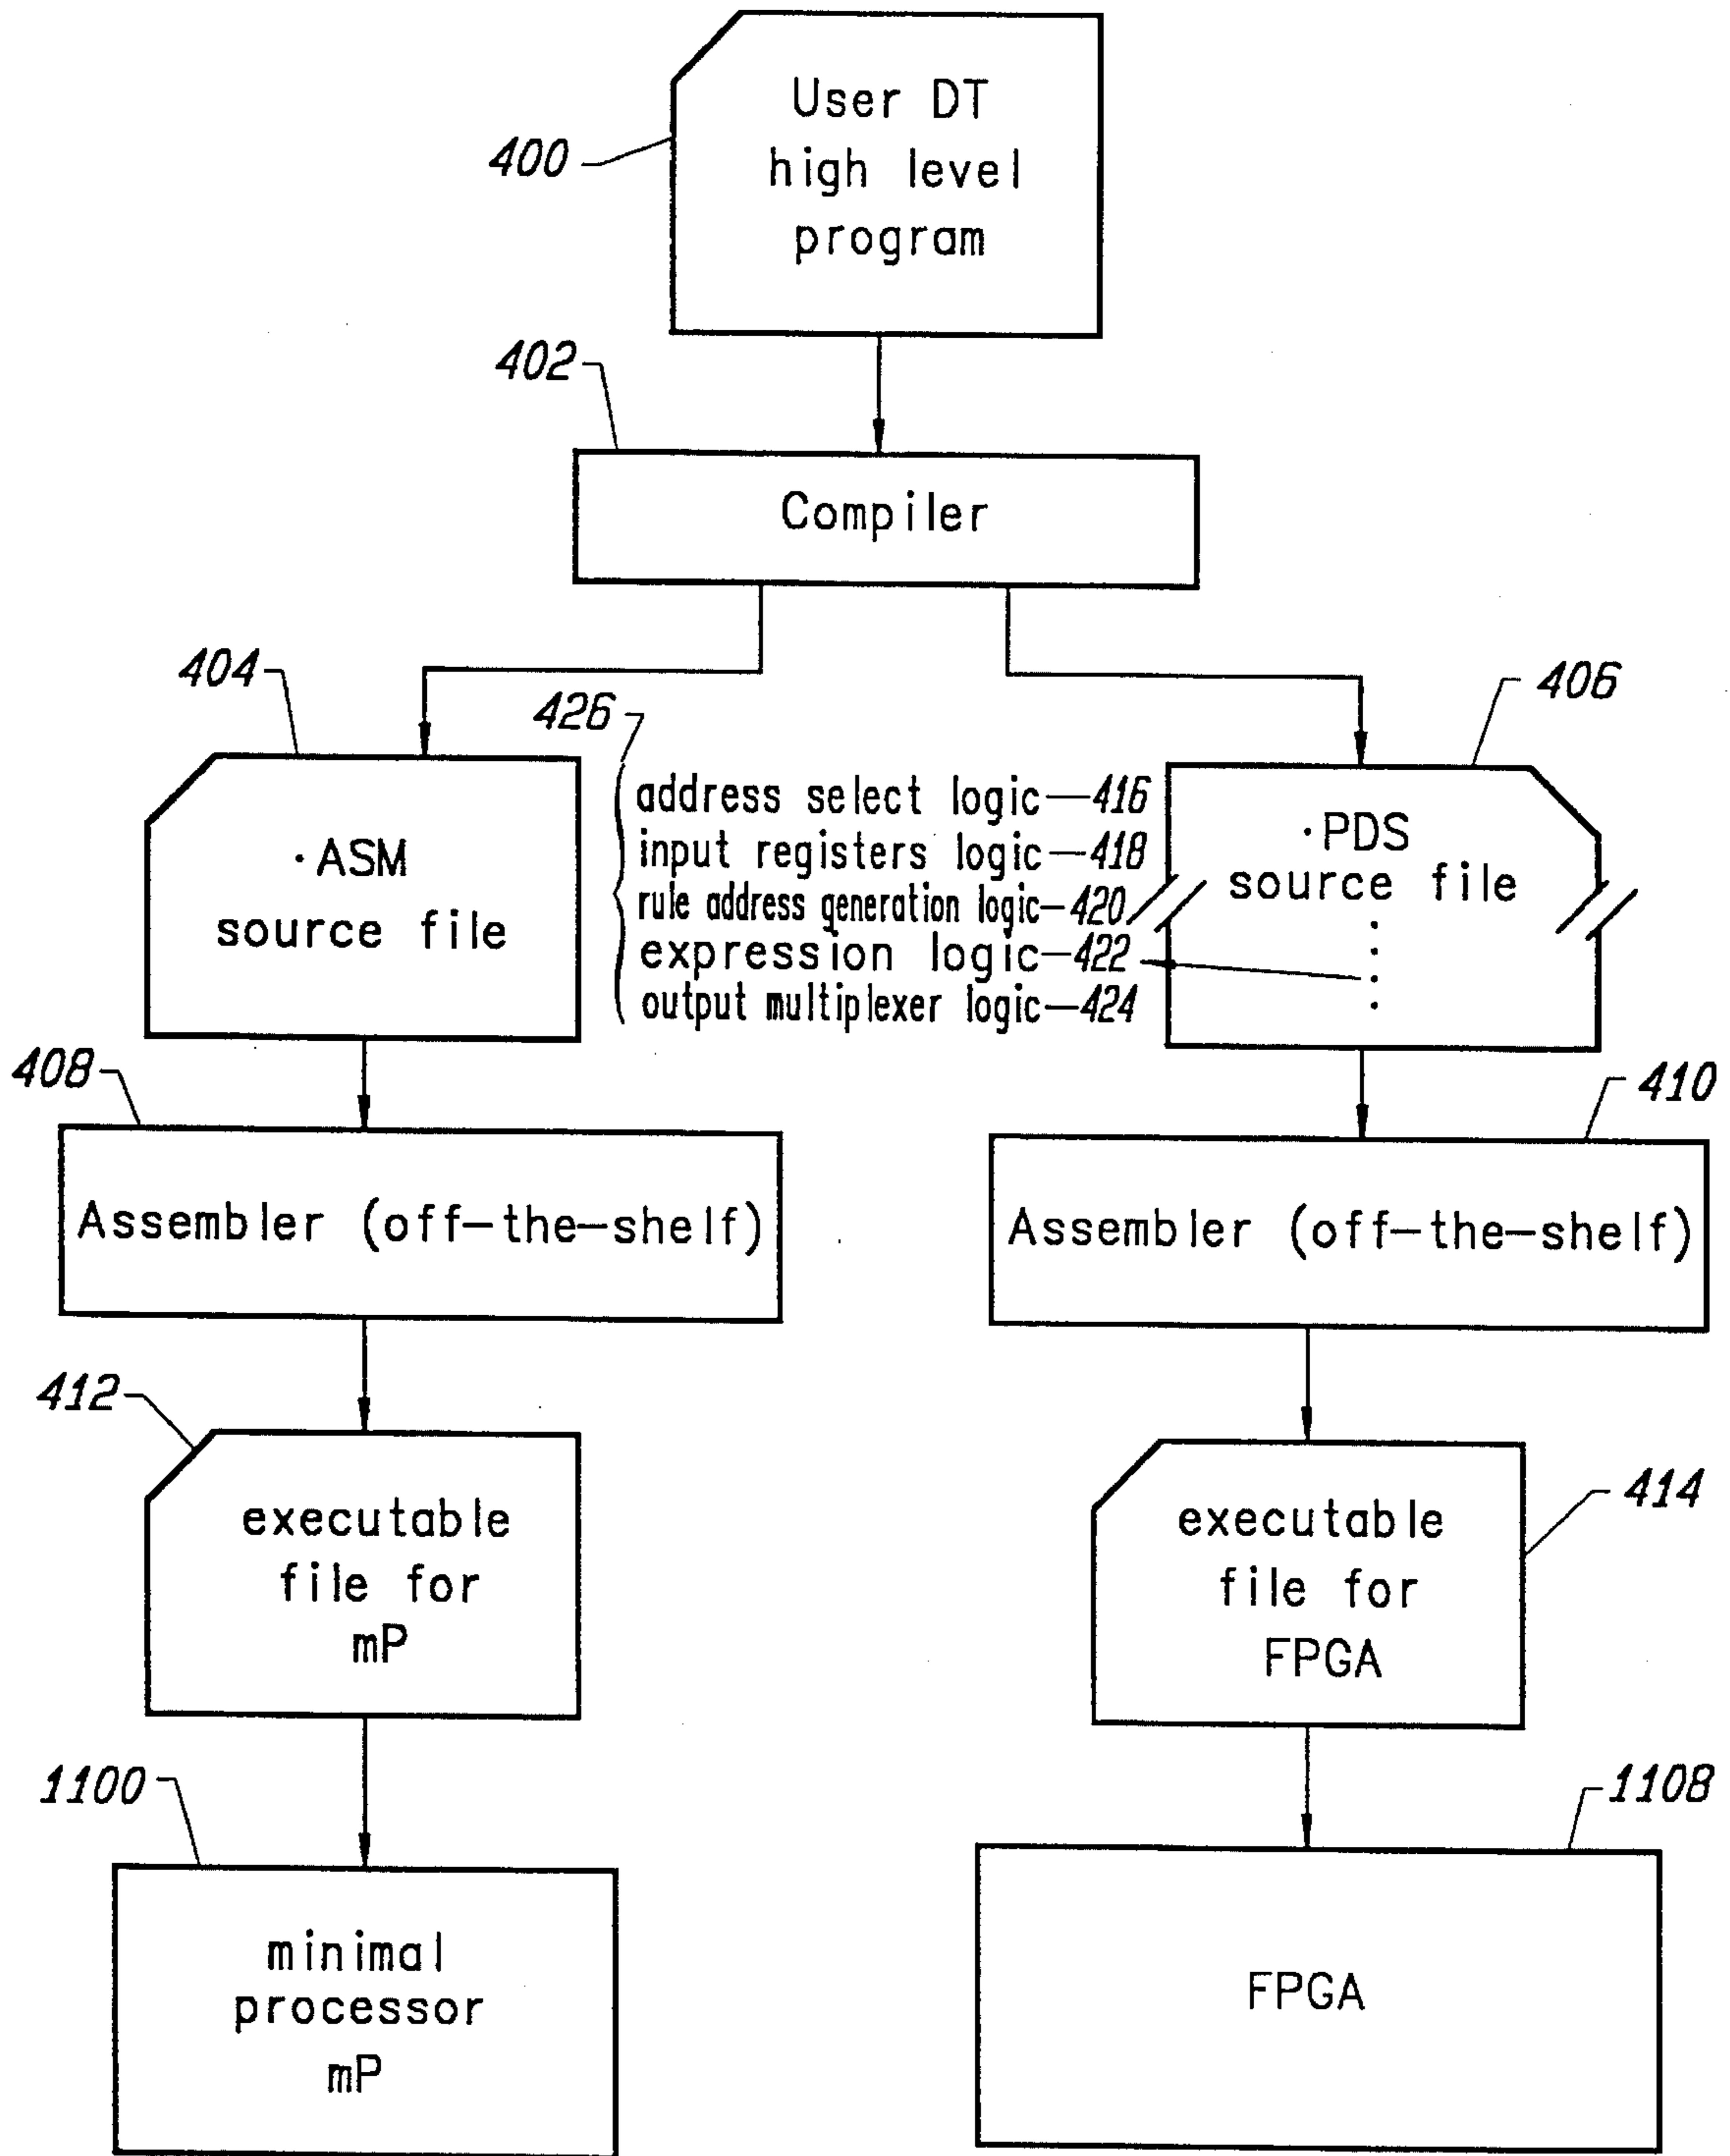 User DT
high level
program
400
402
Compiler
404
426
406
·ASM
source file
address select logic—416
input registers logic—418
rule address generation logic—420
expression logic—422
output multiplexer logic—424
·PDS
source file
408
410
Assembler (off-the-shelf)
Assembler (off-the-shelf)
412
414
executable
file for
mP
executable
file for
FPGA
1100
1108
minimal
processor
mP
FPGA